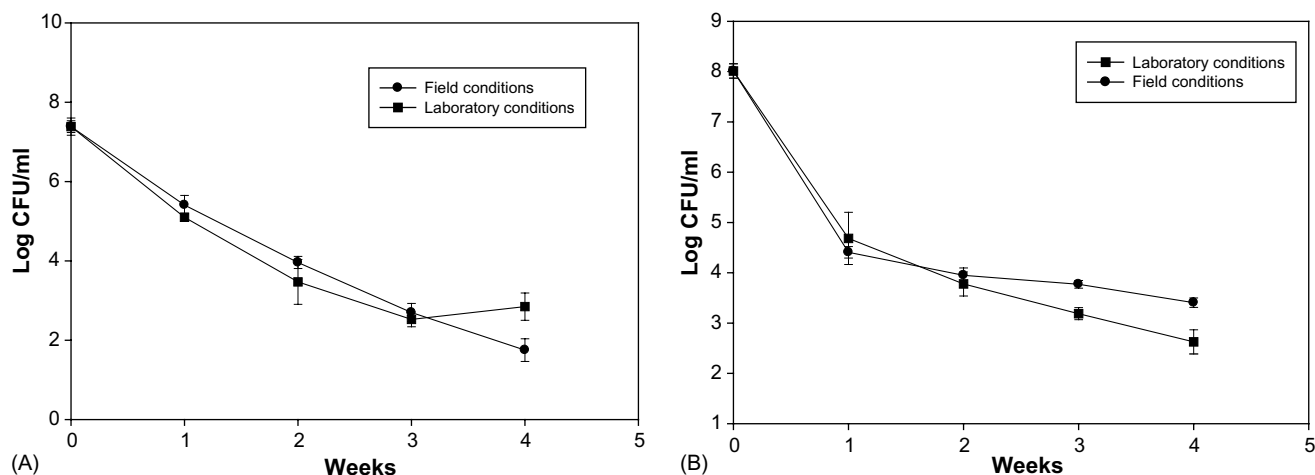 10
8
6
4
2
0
Log CFU/ml
Field conditions
Laboratory conditions
0 1 2 3 4 5
Weeks
(A)
9
8
7
6
5
4
3
2
1
Log CFU/ml
Laboratory conditions
Field conditions
0 1 2 3 4 5
Weeks
(B)